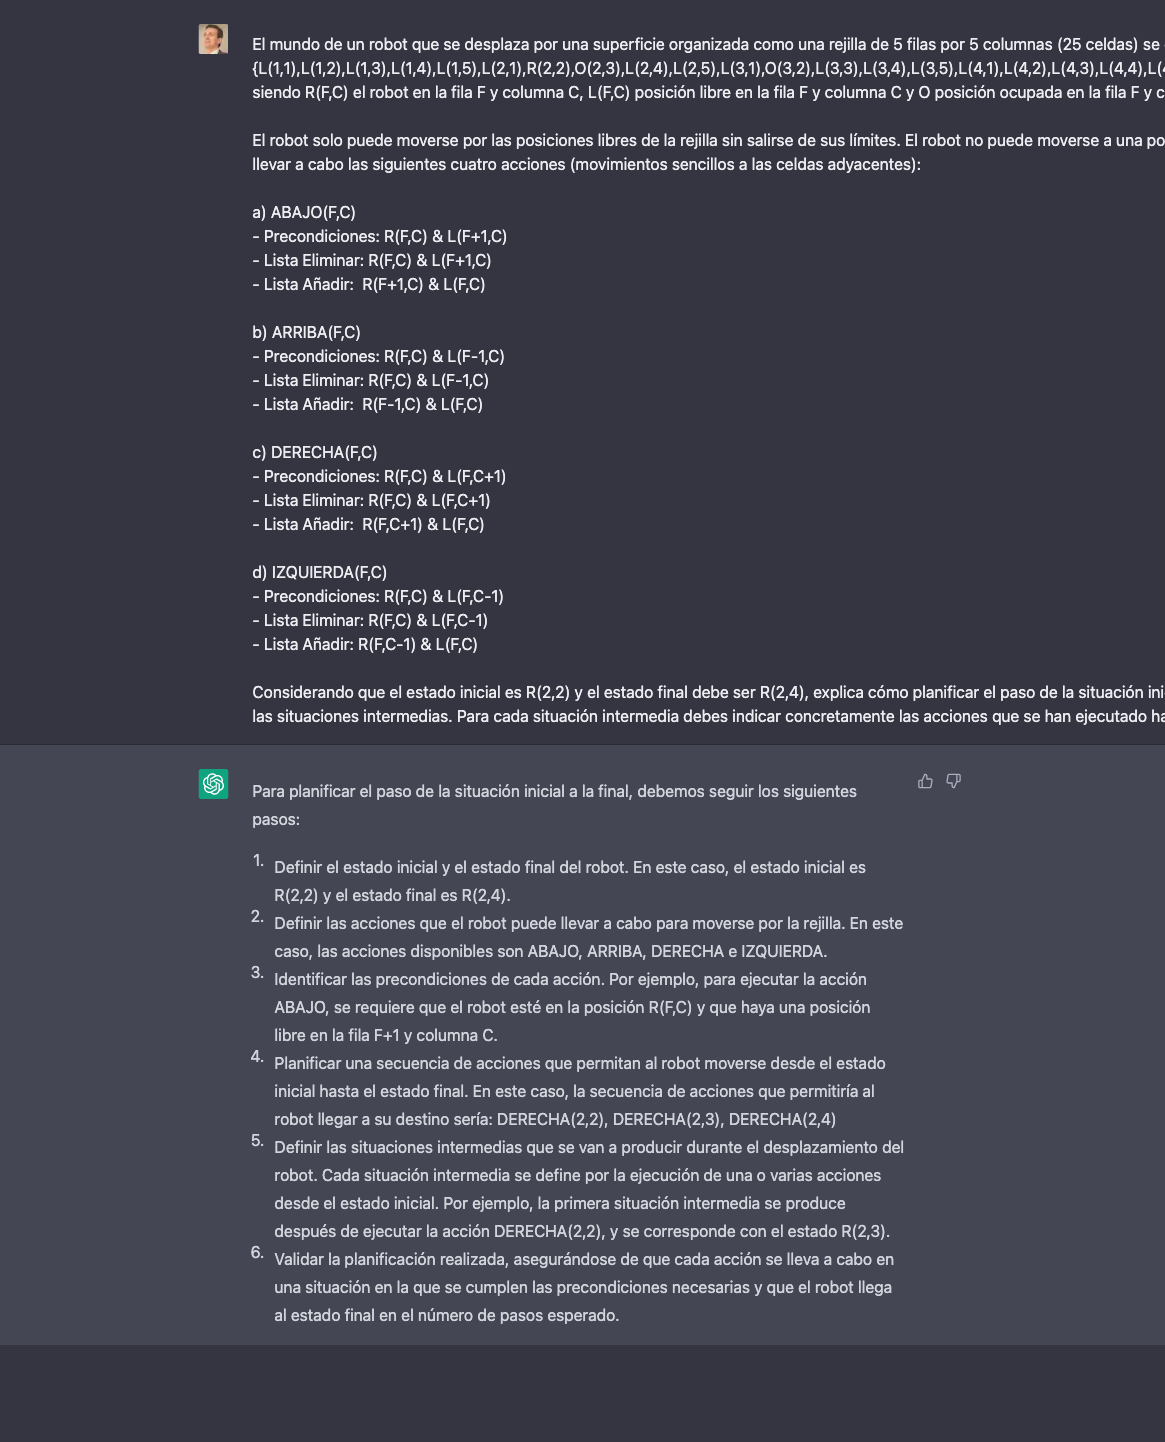 El mundo de un robot que se desplaza por una superficie organizada como una rejilla de 5 filas por 5 columnas (25 celdas) se
{L(1,1),L(1,2),L(1,3),L(1,4),L(1,5),L(2,1),R(2,2),O(2,3),L(2,4),L(2,5),L(3,1),O(3,2),L(3,3),L(3,4),L(3,5),L(4,1),L(4,2),L(4,3),L(4,4),L(4
siendo R(F,C) el robot en la fila F y columna C, L(F,C) posición libre en la fila F y columna C y O posición ocupada en la fila F y c
El robot solo puede moverse por las posiciones libres de la rejilla sin salirse de sus límites. El robot no puede moverse a una po
llevar a cabo las siguientes cuatro acciones (movimientos sencillos a las celdas adyacentes):
a) ABAJO(F,C)
- Precondiciones: R(F,C) & L(F+1,C)
- Lista Eliminar: R(F,C) & L(F+1,C)
- Lista Añadir:  R(F+1,C) & L(F,C)
b) ARRIBA(F,C)
- Precondiciones: R(F,C) & L(F-1,C)
- Lista Eliminar: R(F,C) & L(F-1,C)
- Lista Añadir:  R(F-1,C) & L(F,C)
c) DERECHA(F,C)
- Precondiciones: R(F,C) & L(F,C+1)
- Lista Eliminar: R(F,C) & L(F,C+1)
- Lista Añadir:  R(F,C+1) & L(F,C)
d) IZQUIERDA(F,C)
- Precondiciones: R(F,C) & L(F,C-1)
- Lista Eliminar: R(F,C) & L(F,C-1)
- Lista Añadir: R(F,C-1) & L(F,C)
Considerando que el estado inicial es R(2,2) y el estado final debe ser R(2,4), explica cómo planificar el paso de la situación ini
las situaciones intermedias. Para cada situación intermedia debes indicar concretamente las acciones que se han ejecutado ha
Para planificar el paso de la situación inicial a la final, debemos seguir los siguientes
pasos:
1. Definir el estado inicial y el estado final del robot. En este caso, el estado inicial es
R(2,2) y el estado final es R(2,4).
2. Definir las acciones que el robot puede llevar a cabo para moverse por la rejilla. En este
caso, las acciones disponibles son ABAJO, ARRIBA, DERECHA e IZQUIERDA.
3. Identificar las precondiciones de cada acción. Por ejemplo, para ejecutar la acción
ABAJO, se requiere que el robot esté en la posición R(F,C) y que haya una posición
libre en la fila F+1 y columna C.
4. Planificar una secuencia de acciones que permitan al robot moverse desde el estado
inicial hasta el estado final. En este caso, la secuencia de acciones que permitiría al
robot llegar a su destino sería: DERECHA(2,2), DERECHA(2,3), DERECHA(2,4)
5. Definir las situaciones intermedias que se van a producir durante el desplazamiento del
robot. Cada situación intermedia se define por la ejecución de una o varias acciones
desde el estado inicial. Por ejemplo, la primera situación intermedia se produce
después de ejecutar la acción DERECHA(2,2), y se corresponde con el estado R(2,3).
6. Validar la planificación realizada, asegurándose de que cada acción se lleva a cabo en
una situación en la que se cumplen las precondiciones necesarias y que el robot llega
al estado final en el número de pasos esperado.